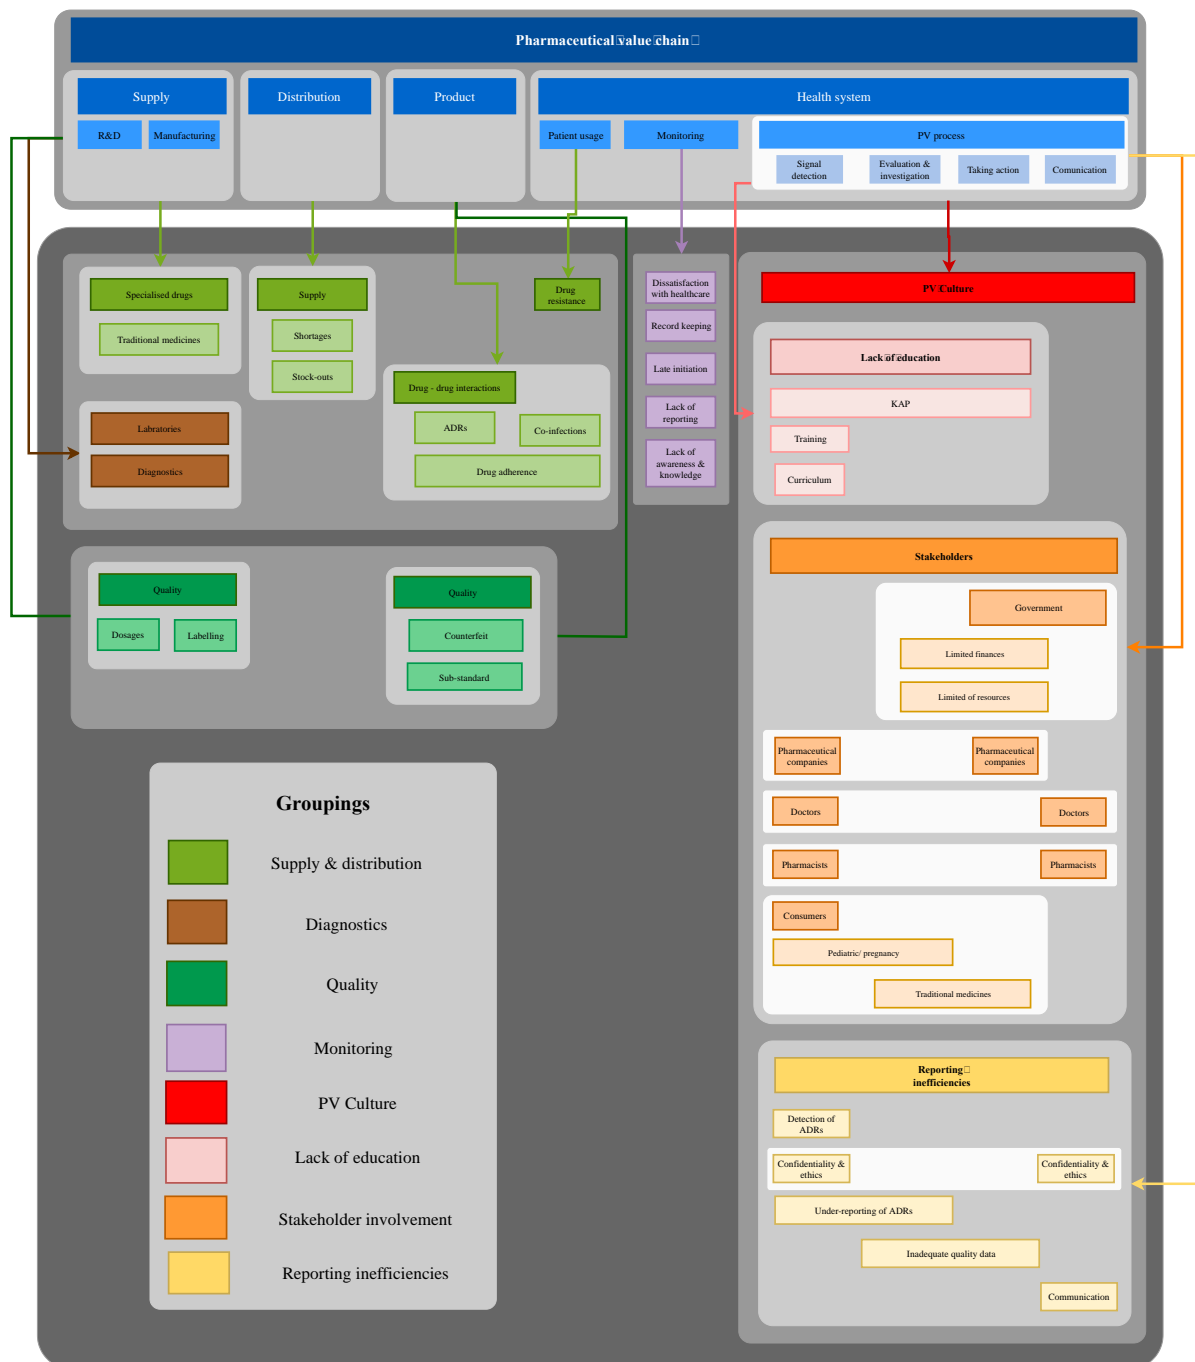 Pharmaceutical value chain
Supply
Distribution
Product
Health system
R&D
Manufacturing
Patient usage
Monitoring
PV process
Signal
detection
Evaluation &
investigation
Taking action
Comunication
Specialised drugs
Traditional medicines
Supply
Shortages
Stock-outs
Drug
resistance
Labratories
Diagnostics
Drug - drug interactions
ADRs
Co-infections
Drug adherence
Dissatisfaction
with healthcare
Record keeping
Late initiation
Lack of
reporting
Lack of
awareness &
knowledge
PV Culture
Lack of education
KAP
Training
Curriculum
Quality
Dosages
Labelling
Quality
Counterfeit
Sub-standard
Stakeholders
Government
Limited finances
Limited of resources
Pharmaceutical
companies
Pharmaceutical
companies
Doctors
Doctors
Pharmacists
Pharmacists
Consumers
Pediatric/ pregnancy
Traditional medicines
Reporting
inefficiencies
Detection of
ADRs
Confidentiality &
ethics
Confidentiality &
ethics
Under-reporting of ADRs
Inadequate quality data
Communication
Groupings
Supply & distribution
Diagnostics
Quality
Monitoring
PV Culture
Lack of education
Stakeholder involvement
Reporting inefficiencies